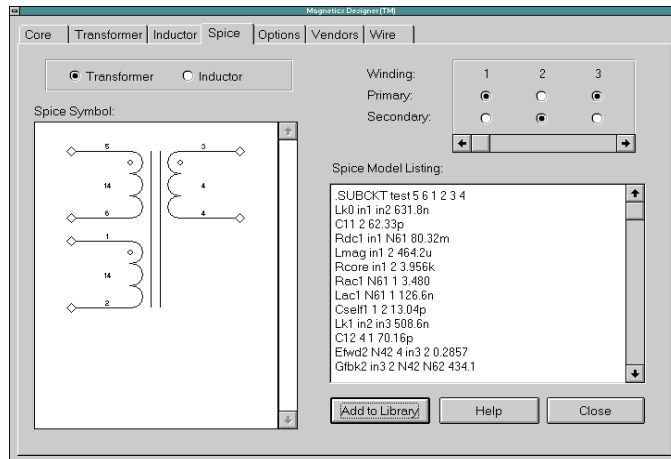 Magnetics Designer(TM)
Core Transformer Inductor Spice Options Vendors Wire
Transformer Inductor
Winding: 1 2 3
Primary:
Secondary:
Spice Symbol:
5 3
14 4
6 4
1
14
2
Spice Model Listing:
.SUBCKT test 5 6 1 2 3 4
Lk0 in1 in2 631.8n
C11 2 62.33p
Rdc1 in1 N61 80.32m
Lmag in1 2 464.2u
Rcore in1 2 3.956k
Rac1 N61 1 3.480
Lac1 N61 1 126.6n
Cself1 1 2 13.04p
Lk1 in2 in3 508.6n
C12 4 1 70.16p
Efwd2 N42 4 in3 2 0.2857
Gfbk2 in3 2 N42 N62 434.1
Add to Library Help Close